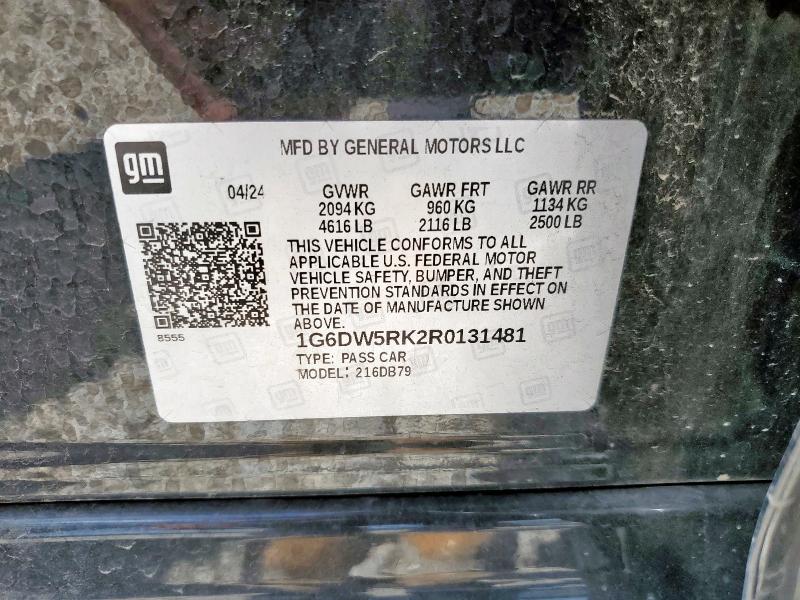 gm
MFD BY GENERAL MOTORS LLC
04/24 GVWR GAWR FRT GAWR RR
2094 KG 960 KG 1134 KG
4616 LB 2116 LB 2500 LB
THIS VEHICLE CONFORMS TO ALL
APPLICABLE U.S. FEDERAL MOTOR
VEHICLE SAFETY, BUMPER, AND THEFT
PREVENTION STANDARDS IN EFFECT ON
THE DATE OF MANUFACTURE SHOWN
ABOVE.
8555
1G6DW5RK2R0131481
TYPE: PASS CAR
MODEL: 216DB79